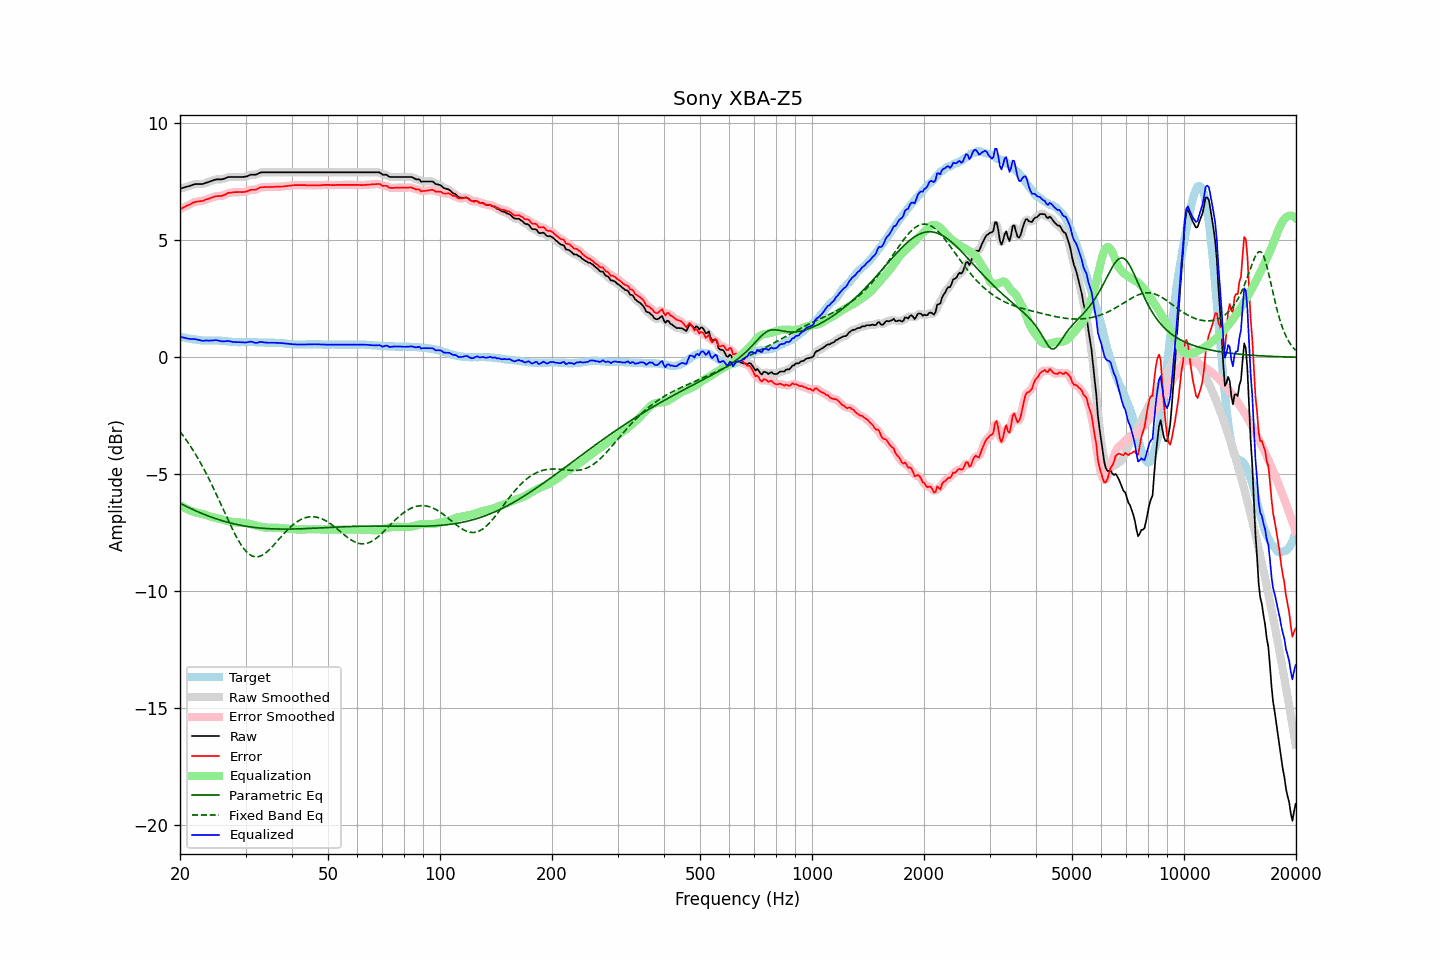 Sony XBA-Z5
10
5
0
−5
−10
−15
−20
Amplitude (dBr)
Target
Raw Smoothed
Error Smoothed
Raw
Error
Equalization
Parametric Eq
Fixed Band Eq
Equalized
20 50 100 200 500 1000 2000 5000 10000 20000
Frequency (Hz)